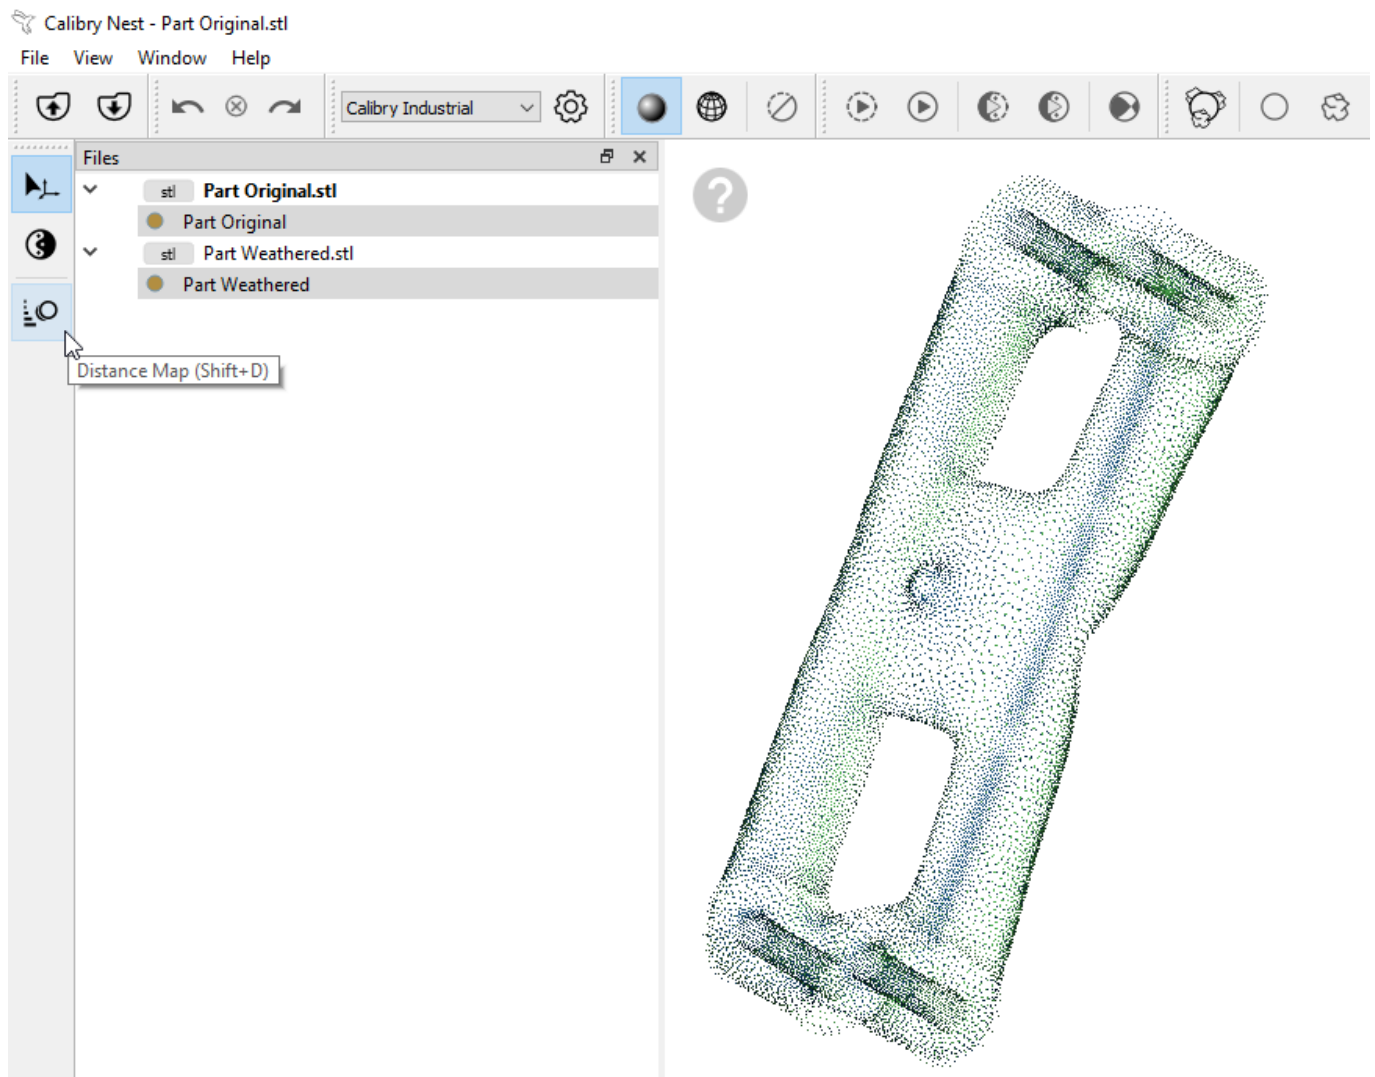 Calibry Nest - Part Original.stl
File View Window Help
Calibry Industrial
Files
stl Part Original.stl
Part Original
stl Part Weathered.stl
Part Weathered
Distance Map (Shift+D)
?